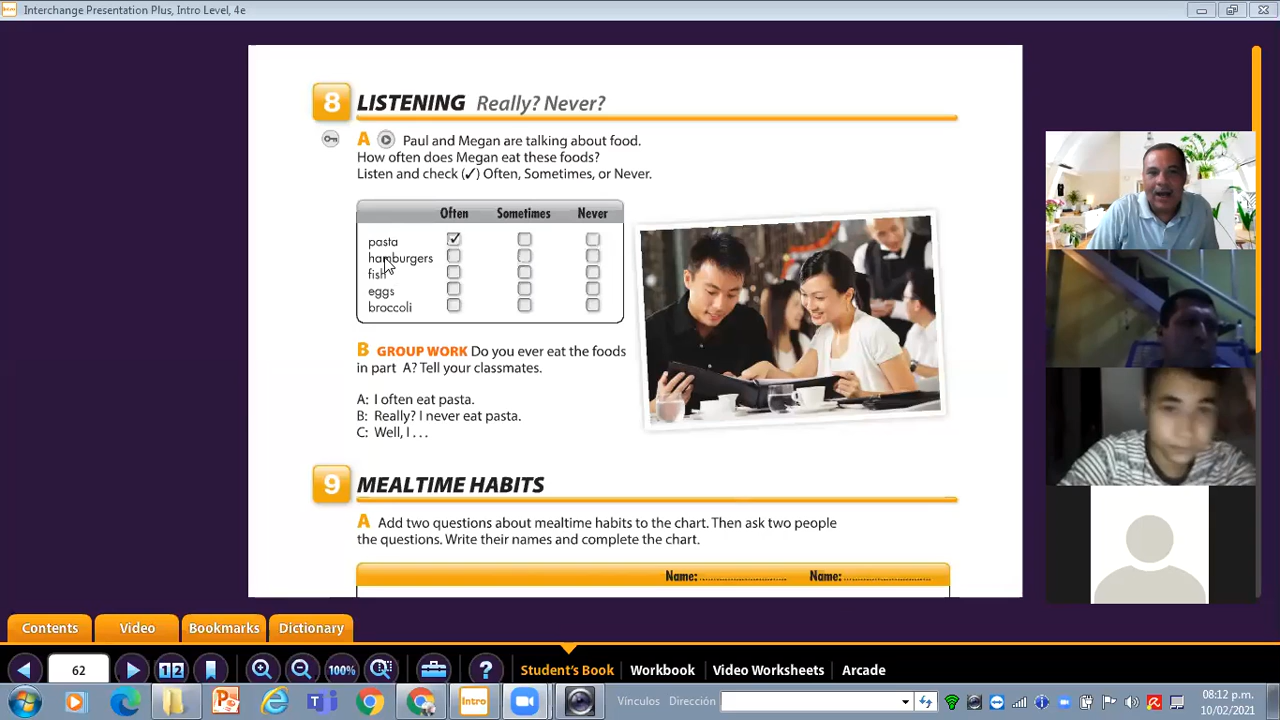 Interchange Presentation Plus, Intro Level, 4e
8 LISTENING Really? Never?
A Paul and Megan are talking about food.
How often does Megan eat these foods?
Listen and check (✓) Often, Sometimes, or Never.
Often Sometimes Never
pasta
hamburgers
fish
eggs
broccoli
B GROUP WORK Do you ever eat the foods
in part A? Tell your classmates.
A: I often eat pasta.
B: Really? I never eat pasta.
C: Well, I . . .
9 MEALTIME HABITS
A Add two questions about mealtime habits to the chart. Then ask two people
the questions. Write their names and complete the chart.
Name: Name:
Contents Video Bookmarks Dictionary
62 12 100% ? Student's Book Workbook Video Worksheets Arcade
Intro Vínculos Dirección 08:12 p.m.
10/02/2021